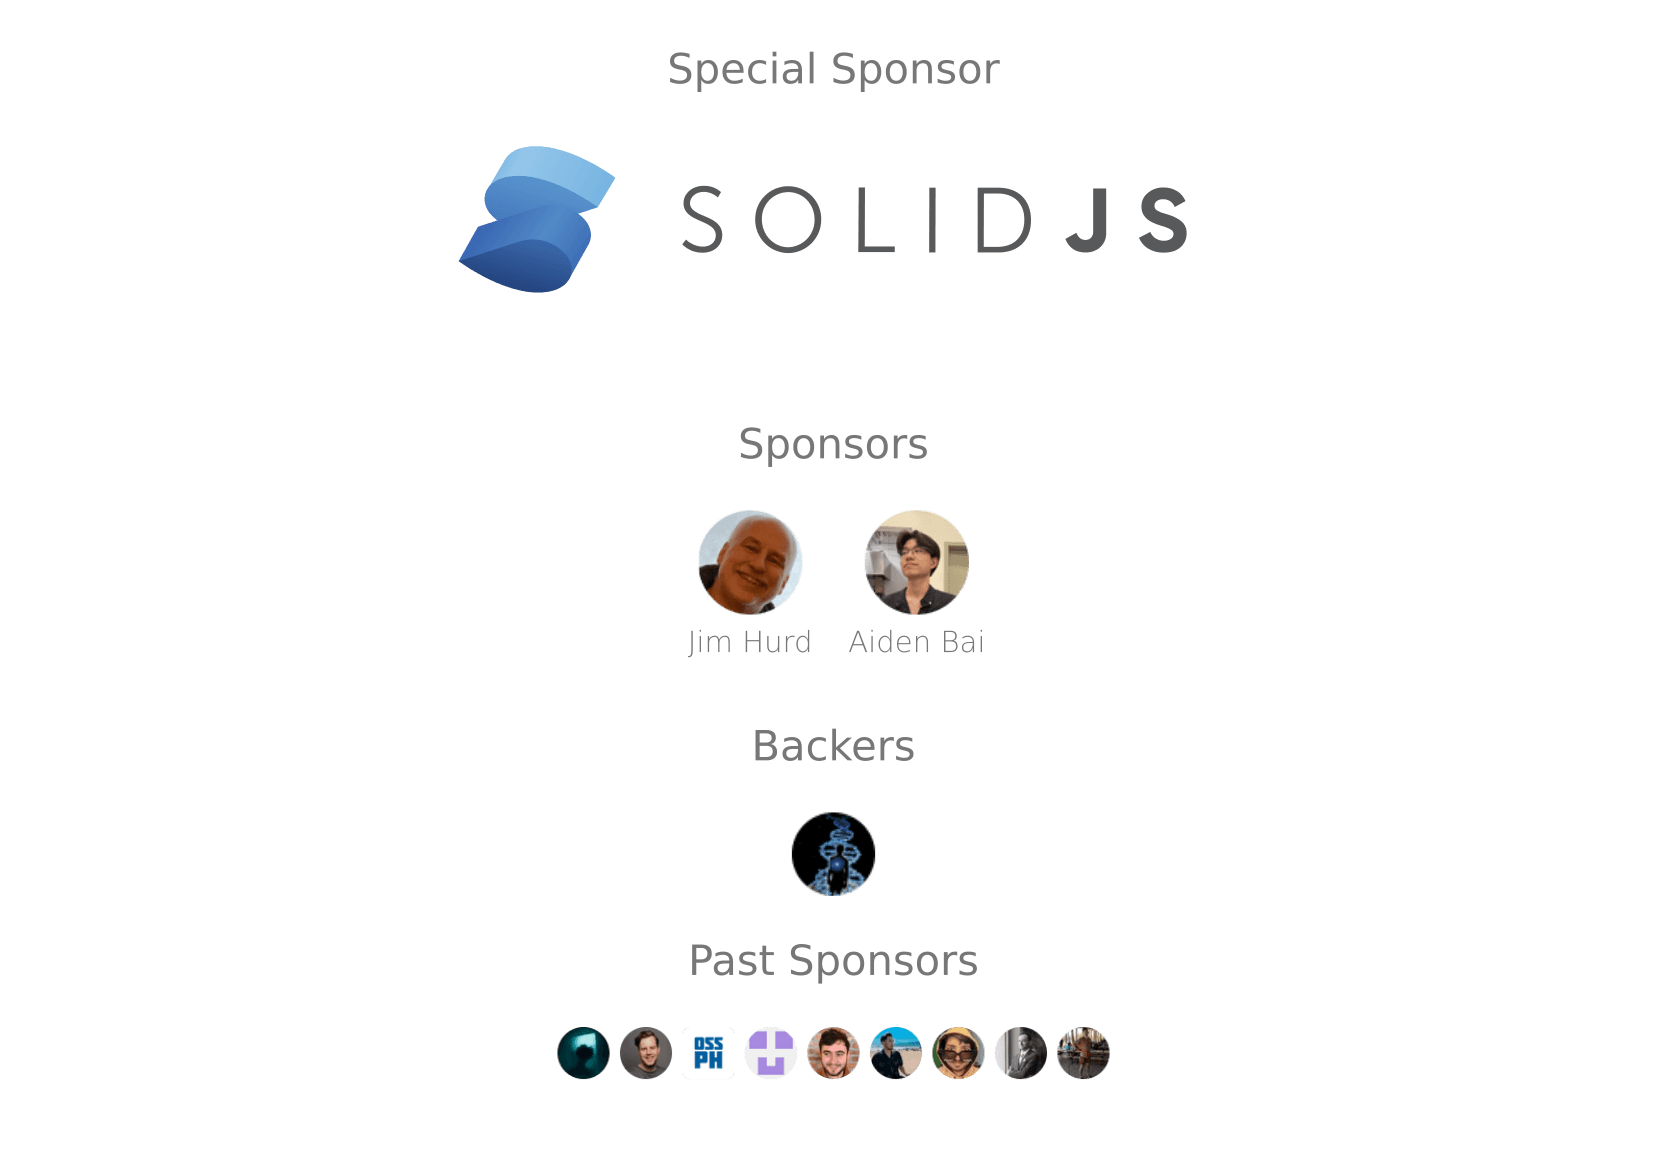 Special Sponsor
SOLIDJS
Sponsors
Jim Hurd
Aiden Bai
Backers
Past Sponsors
OSS
PH